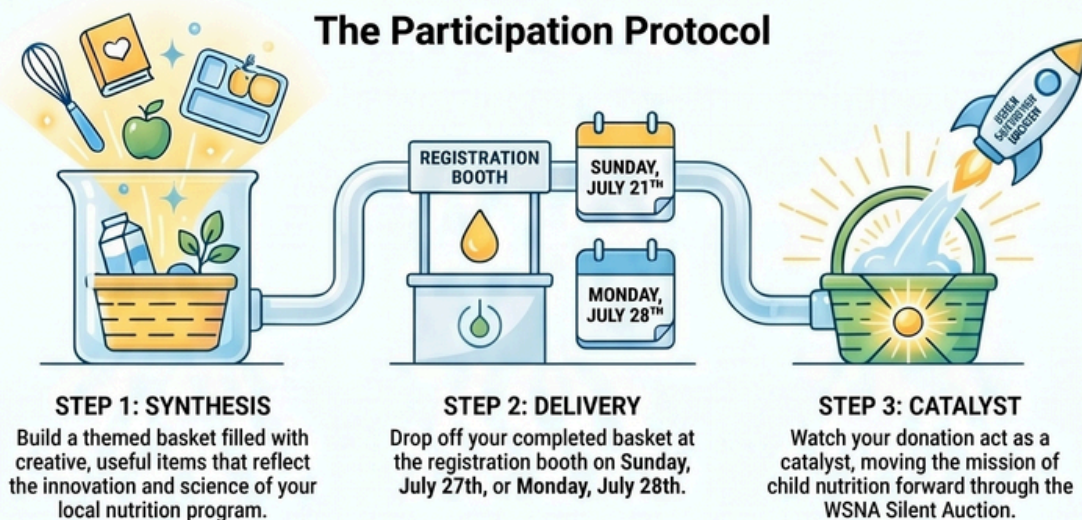 The Participation Protocol
REGISTRATION
BOOTH
SUNDAY,
JULY 21TH
MONDAY,
JULY 28TH
STEP 1: SYNTHESIS
Build a themed basket filled with
creative, useful items that reflect
the innovation and science of your
local nutrition program.
STEP 2: DELIVERY
Drop off your completed basket at
the registration booth on Sunday,
July 27th, or Monday, July 28th.
STEP 3: CATALYST
Watch your donation act as a
catalyst, moving the mission of
child nutrition forward through the
WSNA Silent Auction.